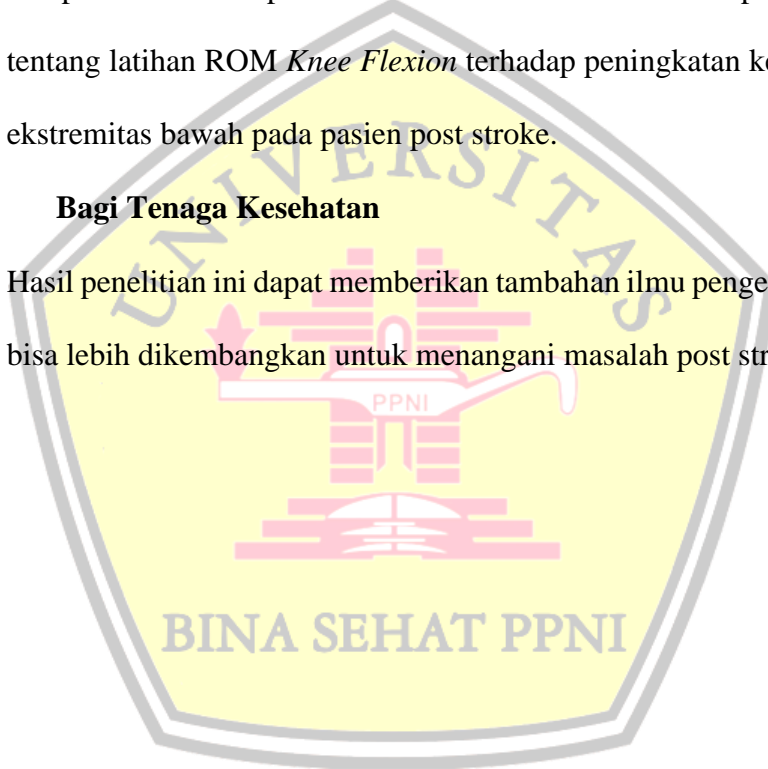 tentang latihan ROM Knee Flexion terhadap peningkatan ke
ekstremitas bawah pada pasien post stroke.
Bagi Tenaga Kesehatan
Hasil penelitian ini dapat memberikan tambahan ilmu penge
bisa lebih dikembangkan untuk menangani masalah post str
UNIVERSITAS
PPNI
BINA SEHAT PPNI